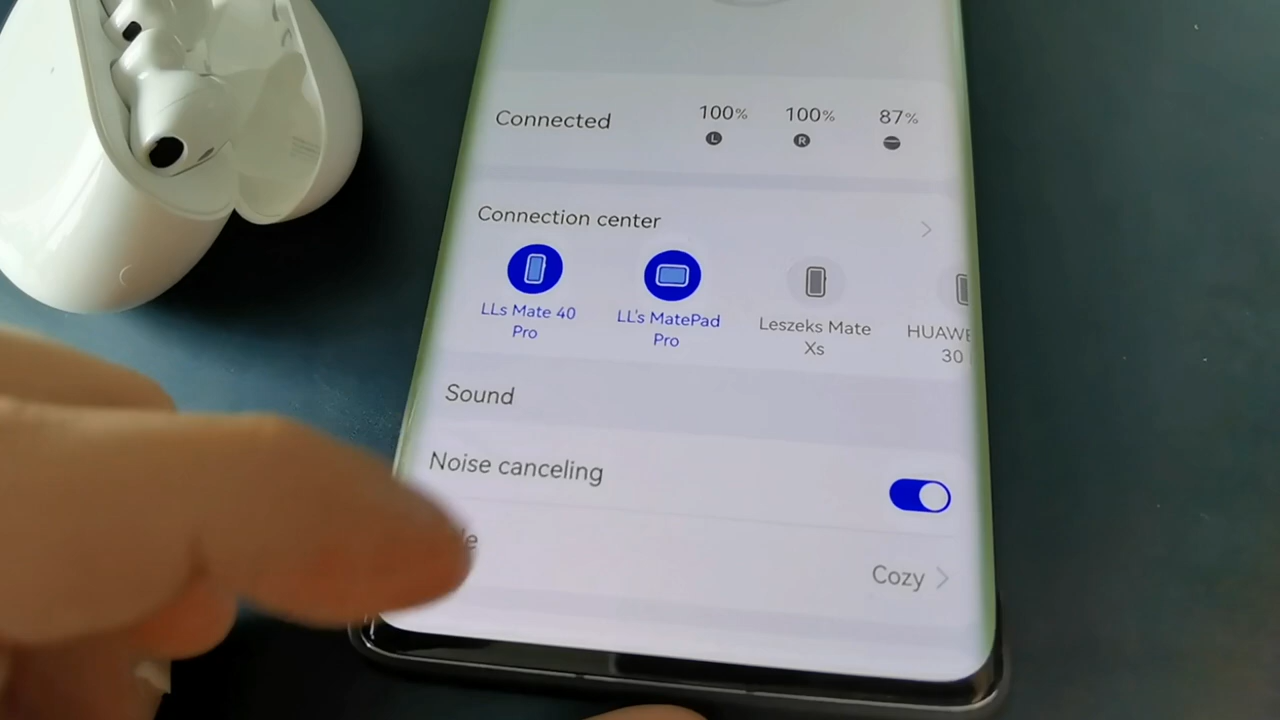 Connected 100% 100% 87%
L R
Connection center
LLs Mate 40 Pro
LL's MatePad Pro
Leszeks Mate Xs
30
Sound
Noise canceling
Cozy